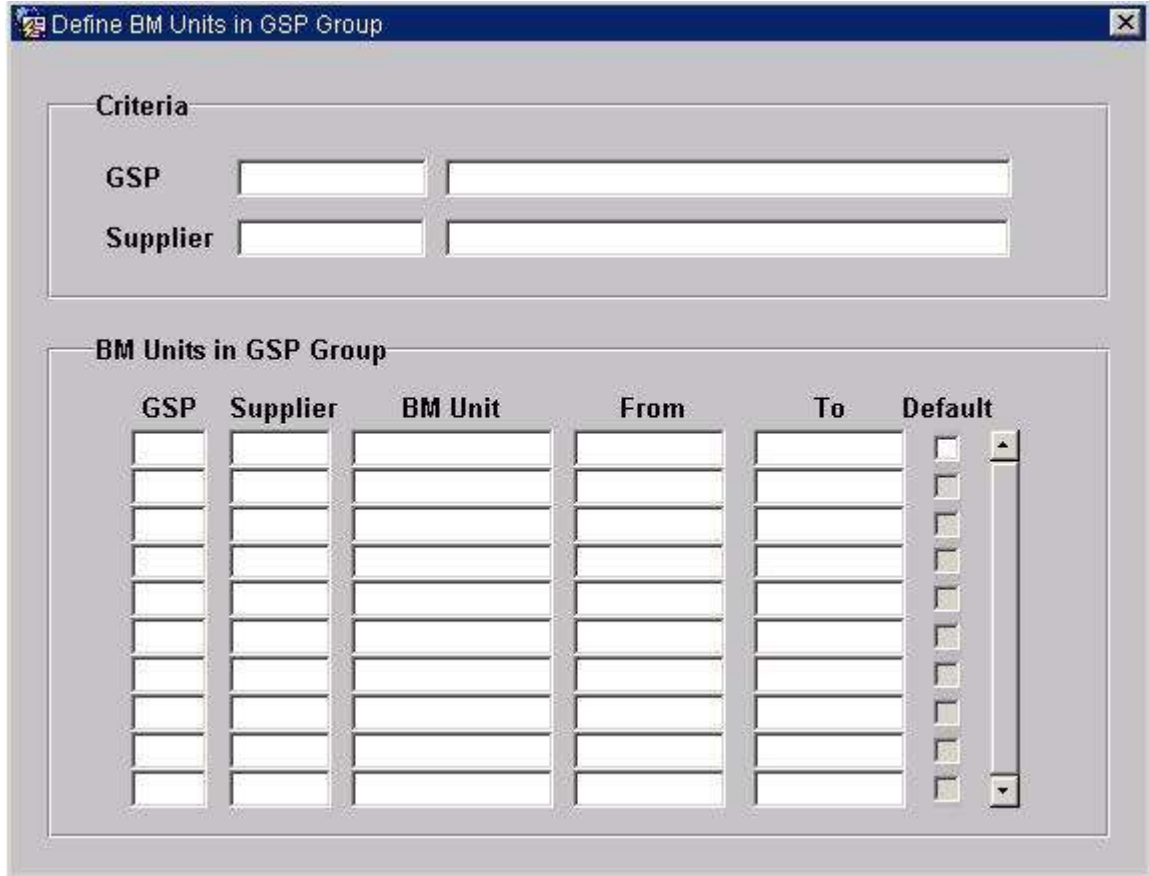 Define BM Units in GSP Group
Criteria
GSP
Supplier
BM Units in GSP Group
GSP Supplier BM Unit From To Default